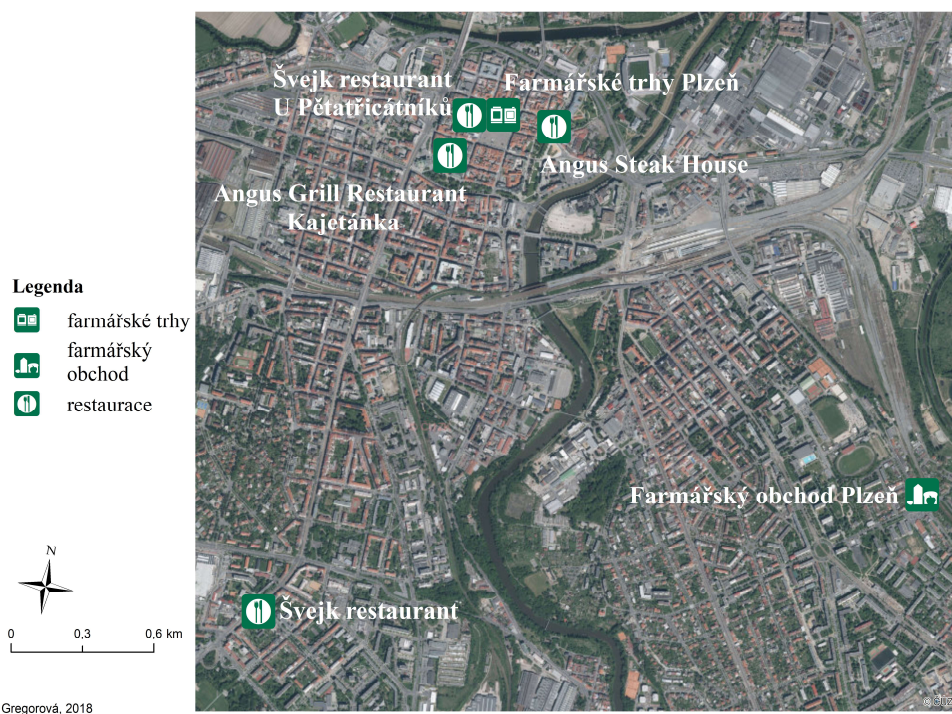 Švejk restaurant
U Pětatřicátníků
Farmářské trhy Plzeň
Angus Steak House
Angus Grill Restaurant
Kajetánka
Legenda
farmářské trhy
farmářský
obchod
restaurace
Farmářský obchod Plzeň
N
Švejk restaurant
0 0,3 0,6 km
Gregorová, 2018